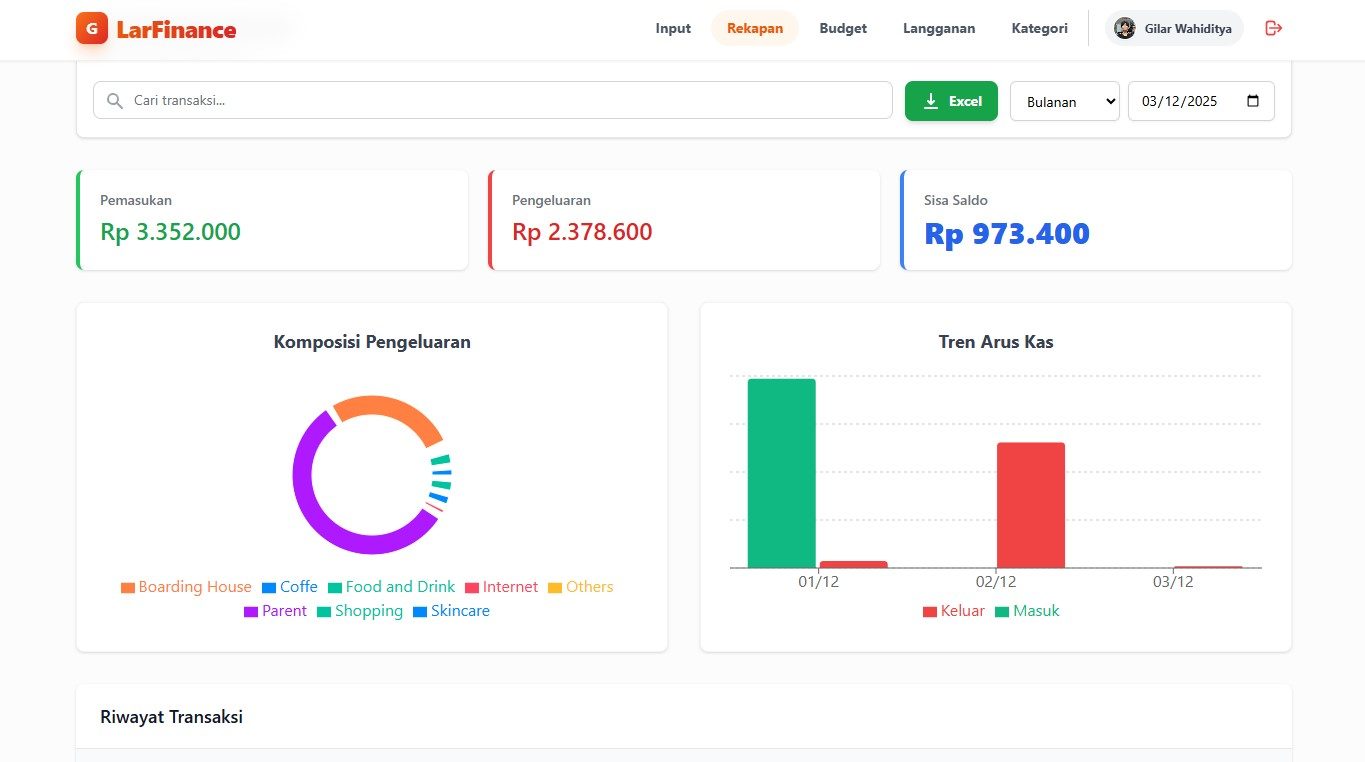 G LarFinance Input Rekapan Budget Langganan Kategori Gilar Wahiditya
Cari transaksi... Excel Bulanan 03/12/2025
Pemasukan Pengeluaran Sisa Saldo
Rp 3.352.000 Rp 2.378.600 Rp 973.400
Komposisi Pengeluaran
Boarding House Coffe Food and Drink Internet Others
Parent Shopping Skincare
Tren Arus Kas
01/12 02/12 03/12
Keluar Masuk
Riwayat Transaksi